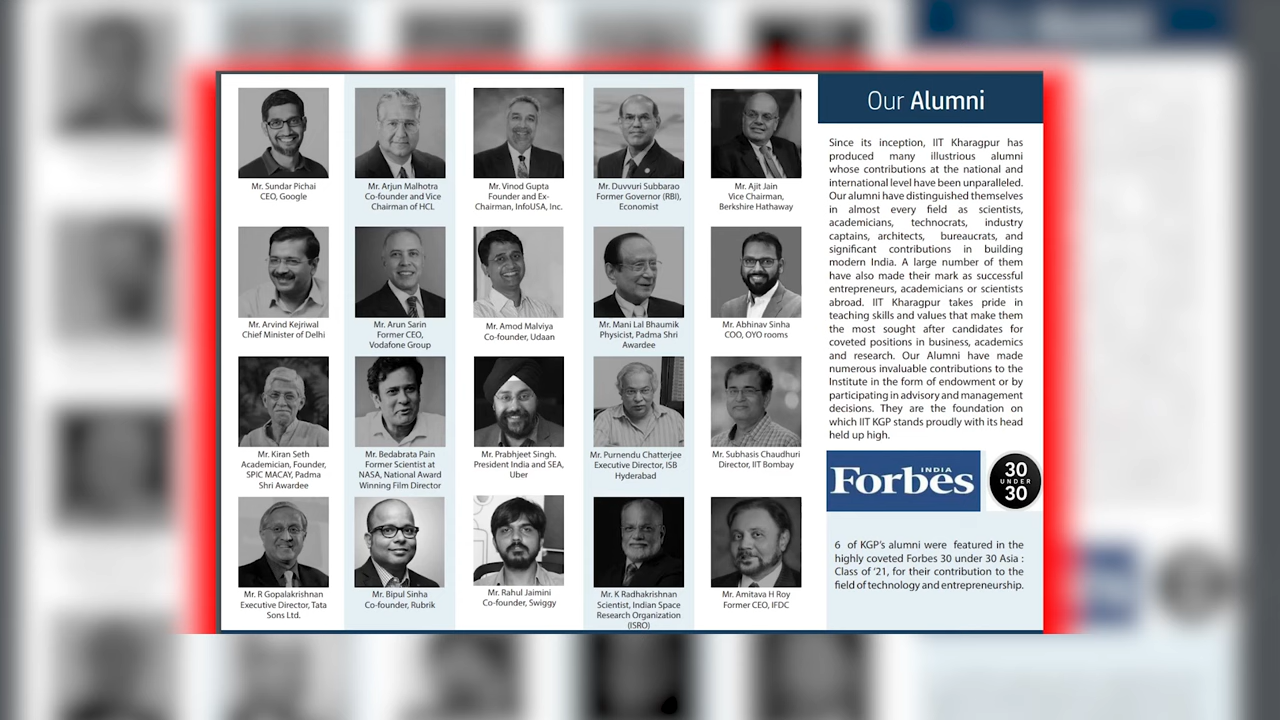 Mr. Sundar Pichai
CEO, Google
Mr. Arjun Malhotra
Co-founder and Vice
Chairman of HCL
Mr. Vinod Gupta
Founder and Ex-
Chairman, InfoUSA, Inc.
Mr. Duvvuri Subbarao
Former Governor (RBI),
Economist
Mr. Ajit Jain
Vice Chairman,
Berkshire Hathaway
Mr. Arvind Kejriwal
Chief Minister of Delhi
Mr. Arun Sarin
Former CEO,
Vodafone Group
Mr. Amod Malviya
Co-founder, Udaan
Mr. Mani Lal Bhaumik
Physicist, Padma Shri
Awardee
Mr. Abhinav Sinha
COO, OYO rooms
Mr. Kiran Seth
Academician, Founder,
SPIC MACAY, Padma
Shri Awardee
Mr. Bedabrata Pain
Former Scientist at
NASA, National Award
Winning Film Director
Mr. Prabhjeet Singh.
President India and SEA,
Uber
Mr. Purnendu Chatterjee
Executive Director, ISB
Hyderabad
Mr. Subhasis Chaudhuri
Director, IIT Bombay
Mr. R Gopalakrishnan
Executive Director, Tata
Sons Ltd.
Mr. Bipul Sinha
Co-founder, Rubrik
Mr. Rahul Jaimini
Co-founder, Swiggy
Mr. K Radhakrishnan
Scientist, Indian Space
Research Organization
(ISRO)
Mr. Amitava H Roy
Former CEO, IFDC
Our Alumni
Since its inception, IIT Kharagpur has
produced many illustrious alumni
whose contributions at the national and
international level have been unparalleled.
Our alumni have distinguished themselves
in almost every field as scientists,
academicians, technocrats, industry
captains, architects, bureaucrats, and
significant contributions in building
modern India. A large number of them
have also made their mark as successful
entrepreneurs, academicians or scientists
abroad. IIT Kharagpur takes pride in
teaching skills and values that make them
the most sought after candidates for
coveted positions in business, academics
and research. Our Alumni have made
numerous invaluable contributions to the
Institute in the form of endowment or by
participating in advisory and management
decisions. They are the foundation on
which IIT KGP stands proudly with its head
held up high.
INDIA
Forbes
30
UNDER
30
6 of KGP's alumni were featured in the
highly coveted Forbes 30 under 30 Asia :
Class of '21, for their contribution to the
field of technology and entrepreneurship.